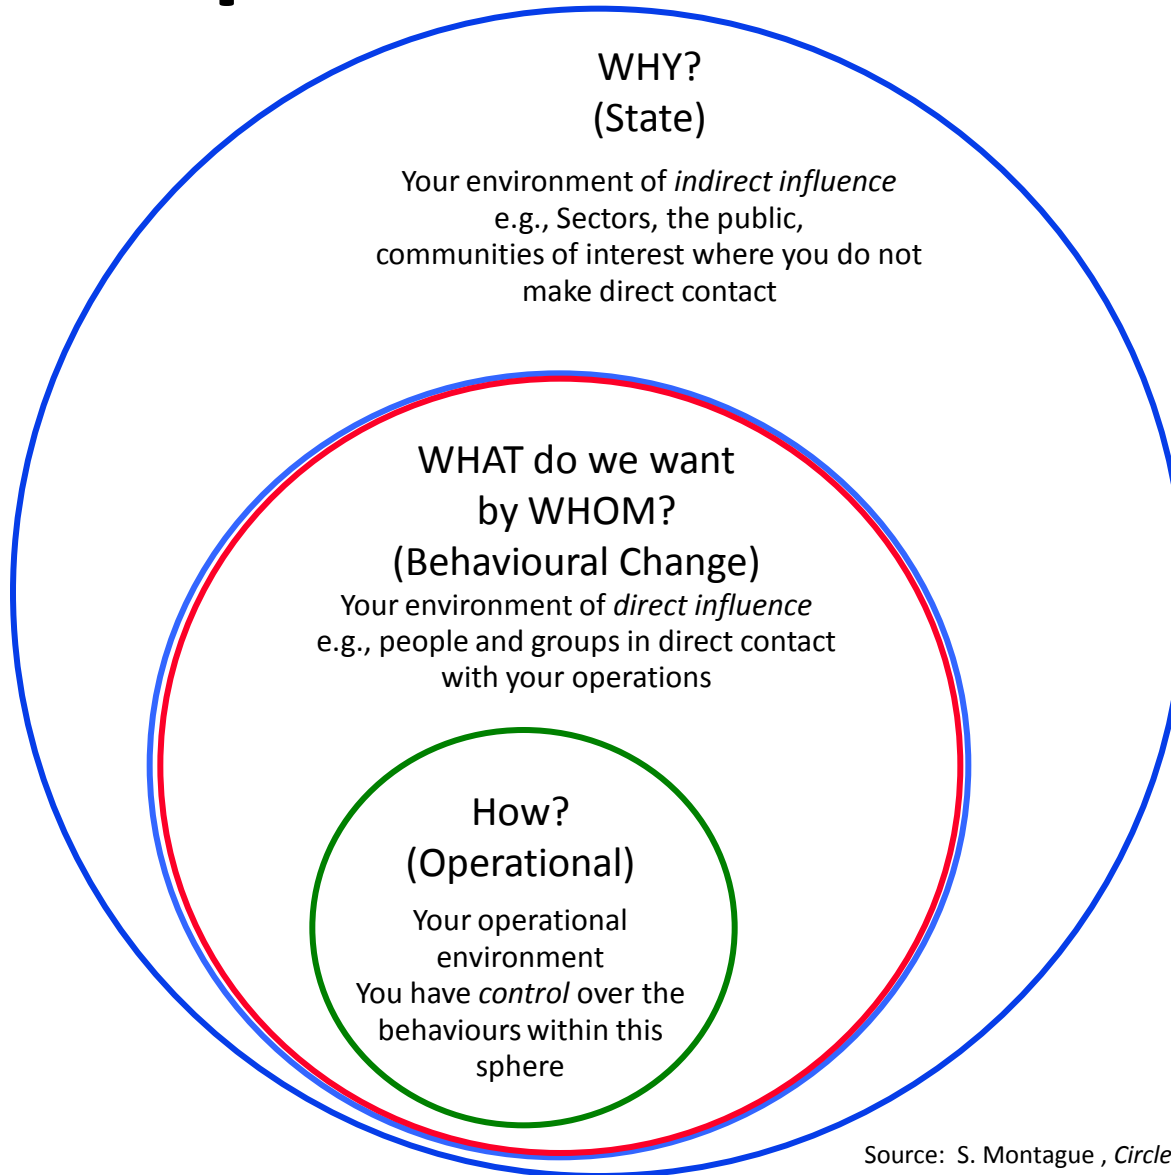 WHY?
(State)
Your environment of indirect influence
e.g., Sectors, the public,
communities of interest where you do not
make direct contact
WHAT do we want
by WHOM?
(Behavioural Change)
Your environment of direct influence
e.g., people and groups in direct contact
with your operations
How?
(Operational)
Your operational
environment
You have control over the
behaviours within this
sphere
Source: S. Montague , Circle